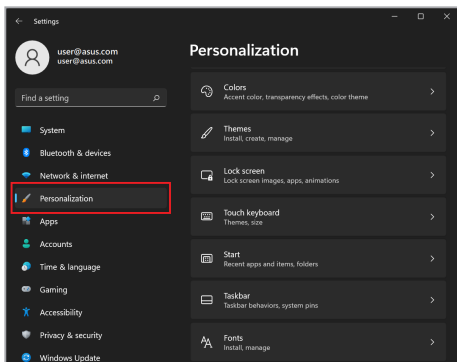 Settings
user@asus.com
user@asus.com
Find a setting
System
Bluetooth & devices
Network & internet
Personalization
Apps
Accounts
Time & language
Gaming
Accessibility
Privacy & security
Windows Update
Personalization
Colors
Accent color, transparency effects, color theme
Themes
Install, create, manage
Lock screen
Lock screen images, apps, animations
Touch keyboard
Themes, size
Start
Recent apps and items, folders
Taskbar
Taskbar behaviors, system pins
Fonts
Install, manage